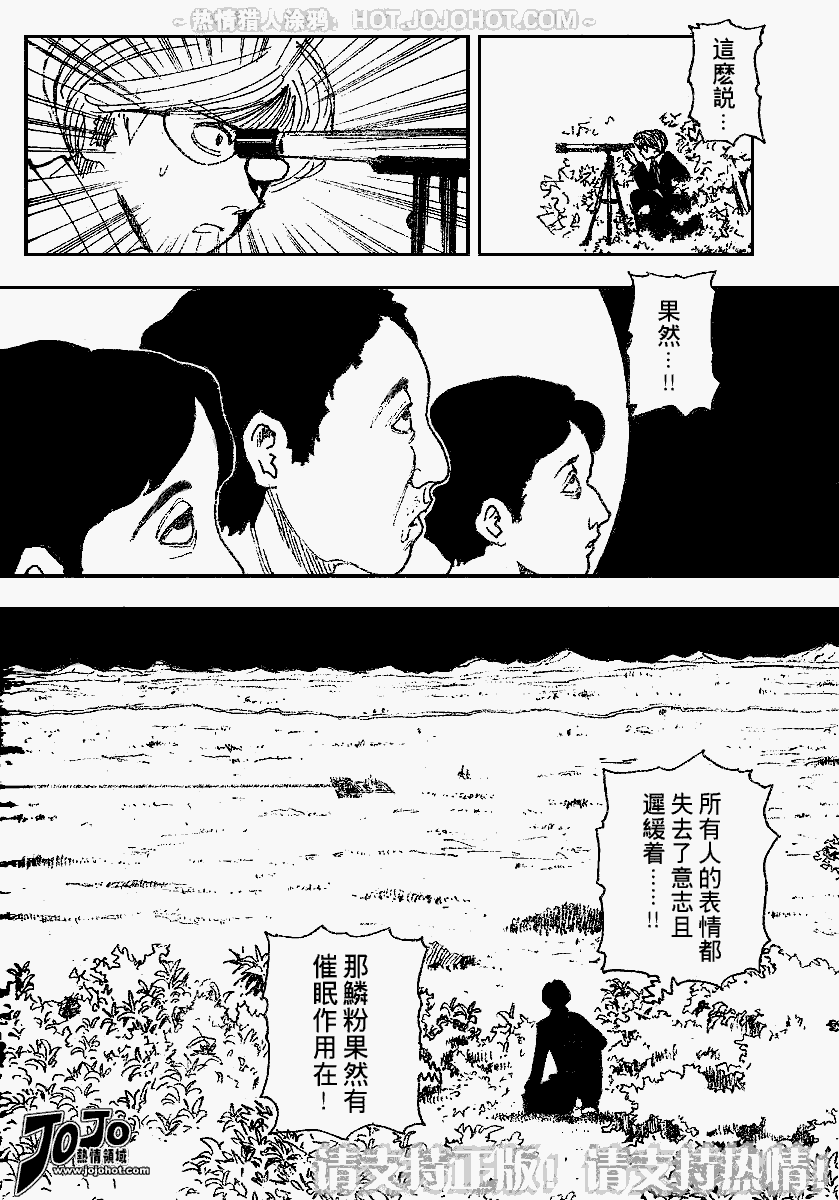 ~热情猎人涂鸦: HOT.JOJOHOT.COM~
這麽説…
果然…!!
所有人的表情都
失去了意志且
遲緩着……!!
那鱗粉果然有
催眠作用在!
JOJO
熱情領域
www.jojohot.com
请支持正版! 请支持热情!